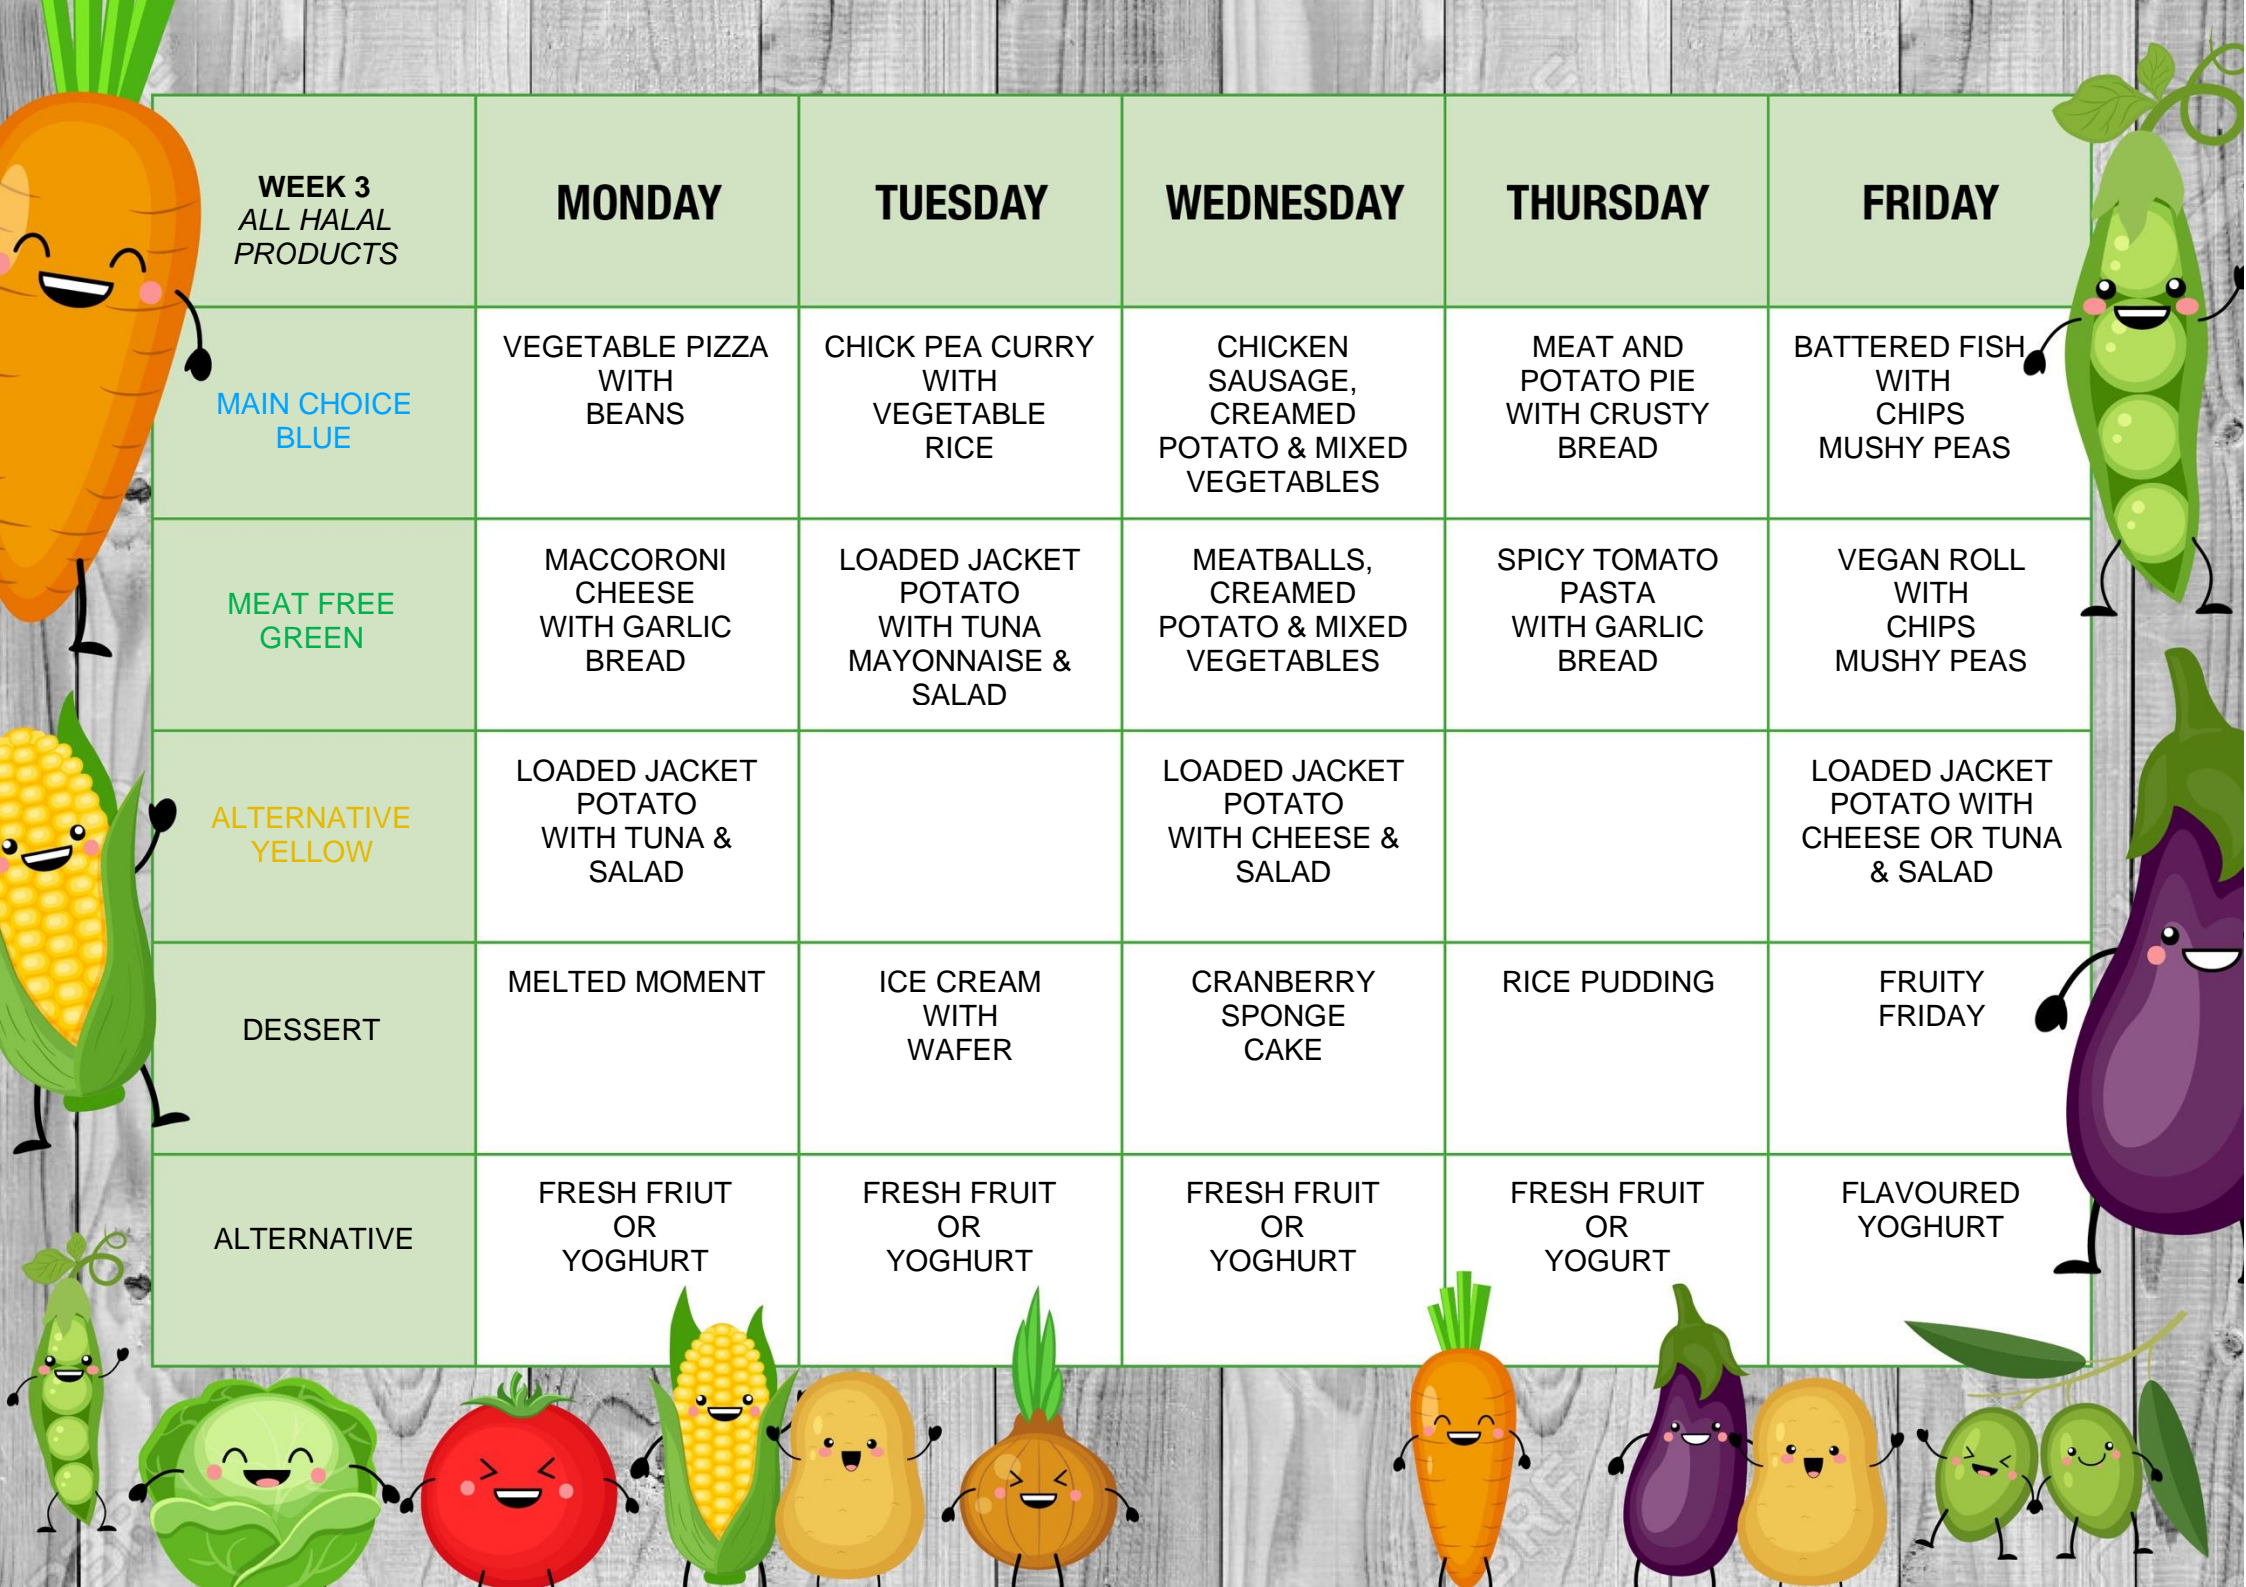 WEEK 3
ALL HALAL
PRODUCTS
MONDAY
TUESDAY
WEDNESDAY
THURSDAY
FRIDAY
MAIN CHOICE
BLUE
VEGETABLE PIZZA
WITH
BEANS
CHICK PEA CURRY
WITH
VEGETABLE
RICE
CHICKEN
SAUSAGE,
CREAMED
POTATO & MIXED
VEGETABLES
MEAT AND
POTATO PIE
WITH CRUSTY
BREAD
BATTERED FISH
WITH
CHIPS
MUSHY PEAS
MEAT FREE
GREEN
MACCORONI
CHEESE
WITH GARLIC
BREAD
LOADED JACKET
POTATO
WITH TUNA
MAYONNAISE &
SALAD
MEATBALLS,
CREAMED
POTATO & MIXED
VEGETABLES
SPICY TOMATO
PASTA
WITH GARLIC
BREAD
VEGAN ROLL
WITH
CHIPS
MUSHY PEAS
ALTERNATIVE
YELLOW
LOADED JACKET
POTATO
WITH TUNA &
SALAD
LOADED JACKET
POTATO
WITH CHEESE &
SALAD
LOADED JACKET
POTATO WITH
CHEESE OR TUNA
& SALAD
DESSERT
MELTED MOMENT
ICE CREAM
WITH
WAFER
CRANBERRY
SPONGE
CAKE
RICE PUDDING
FRUITY
FRIDAY
ALTERNATIVE
FRESH FRIUT
OR
YOGHURT
FRESH FRUIT
OR
YOGHURT
FRESH FRUIT
OR
YOGHURT
FRESH FRUIT
OR
YOGURT
FLAVOURED
YOGHURT